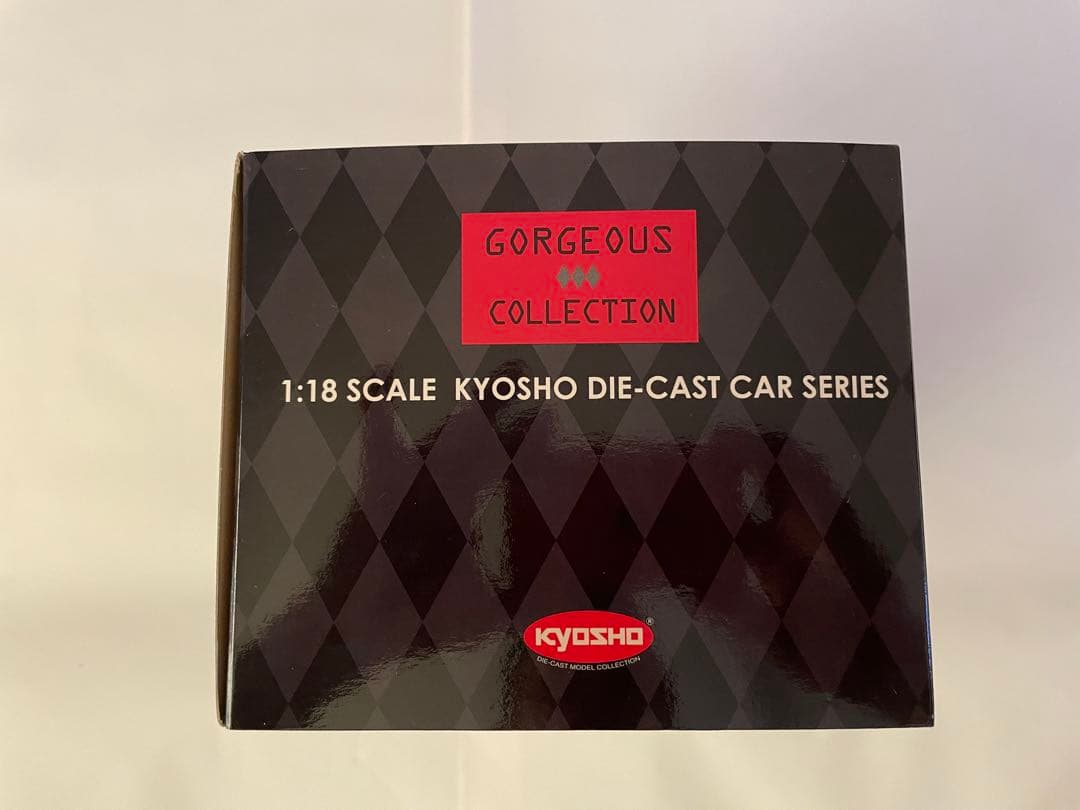 GORGEOUS
COLLECTION
1:18 SCALE KYOSHO DIE-CAST CAR SERIES
KYOSHO®
DIE-CAST MODEL COLLECTION